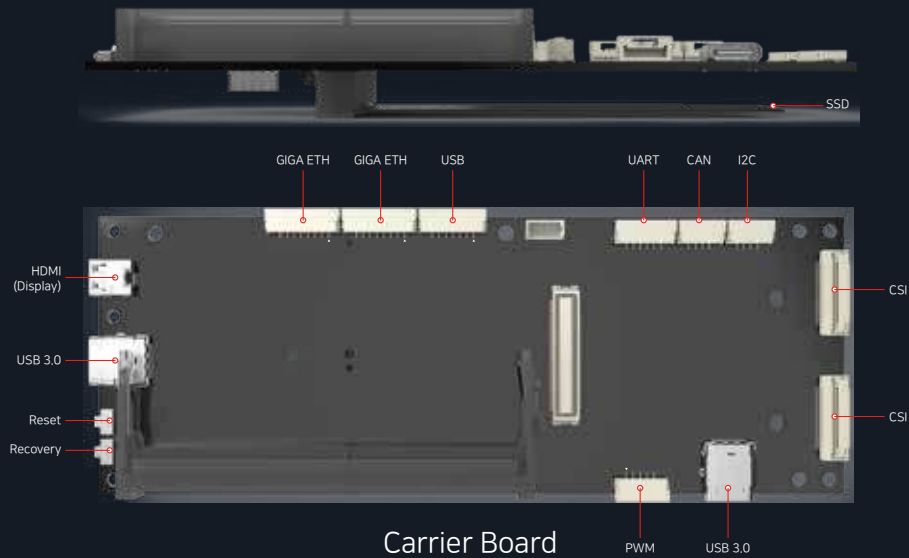 SSD
GIGA ETH GIGA ETH USB UART CAN I2C
HDMI
(Display)
CSI
USB 3.0
Reset
CSI
Recovery
Carrier Board
PWM USB 3.0